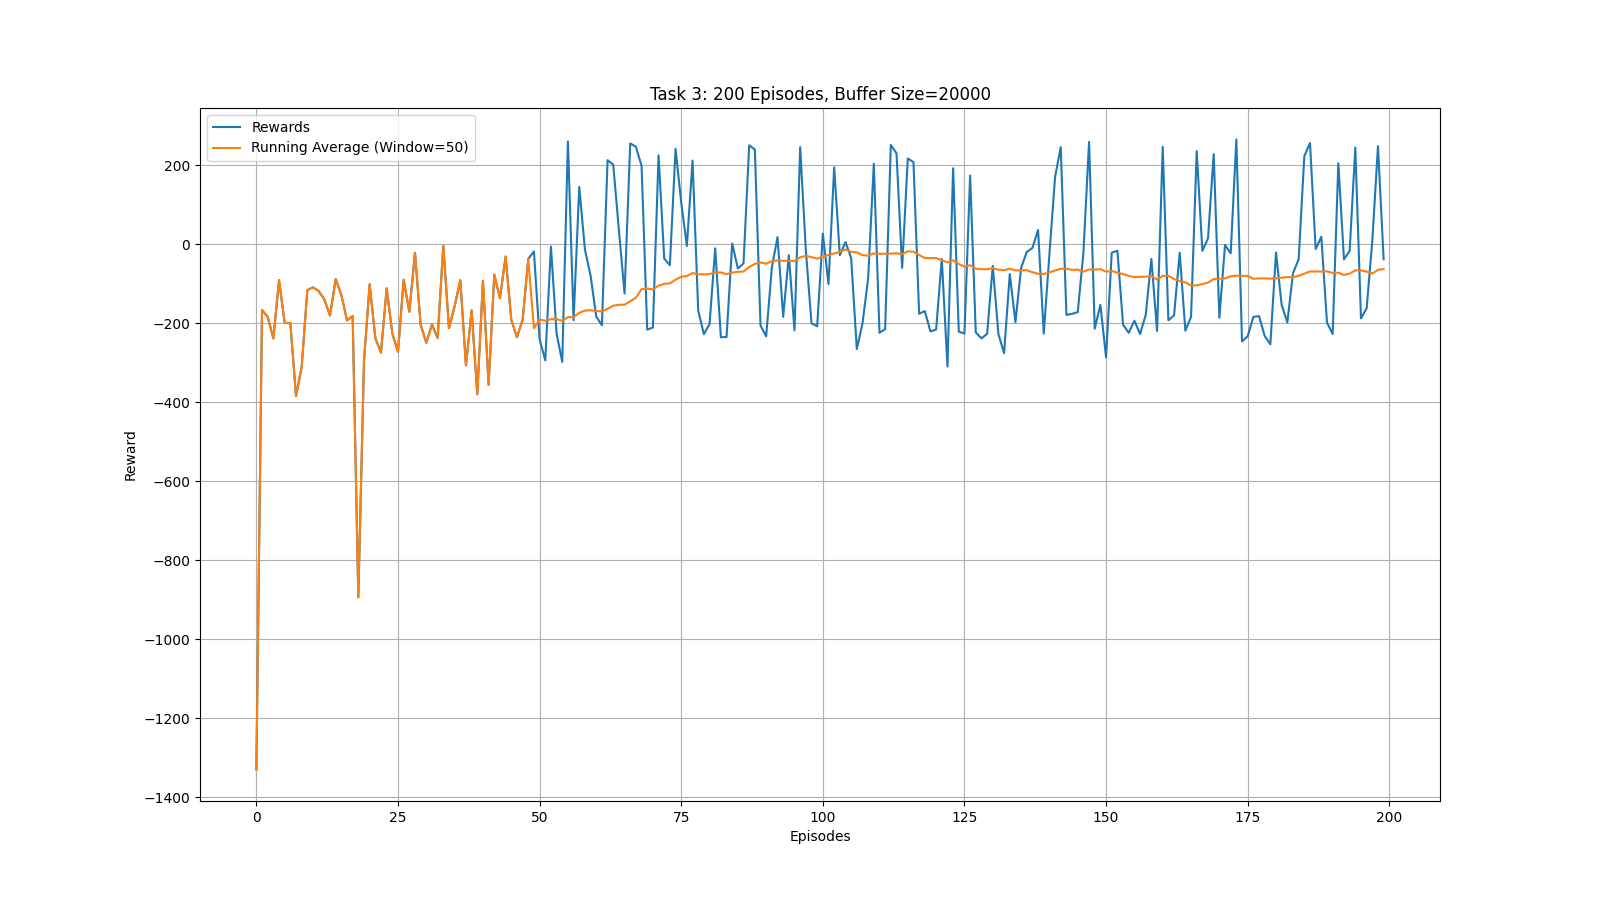 Task 3: 200 Episodes, Buffer Size=20000
Rewards
Running Average (Window=50)
200
0
−200
−400
−600
−800
−1000
−1200
−1400
Reward
0 25 50 75 100 125 150 175 200
Episodes